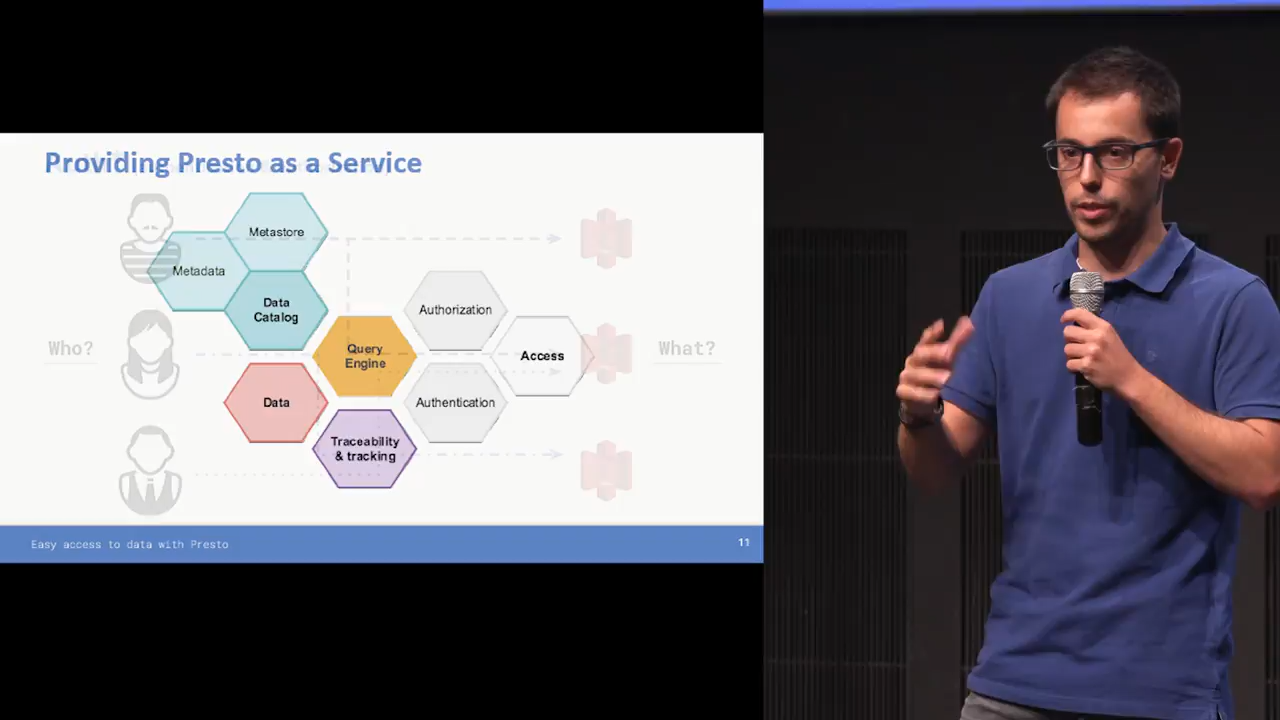 Providing Presto as a Service
Metastore
Metadata
Data
Catalog
Authorization
Who?
Query
Engine
Access
What?
Data
Authentication
Traceability
& tracking
Easy access to data with Presto
11